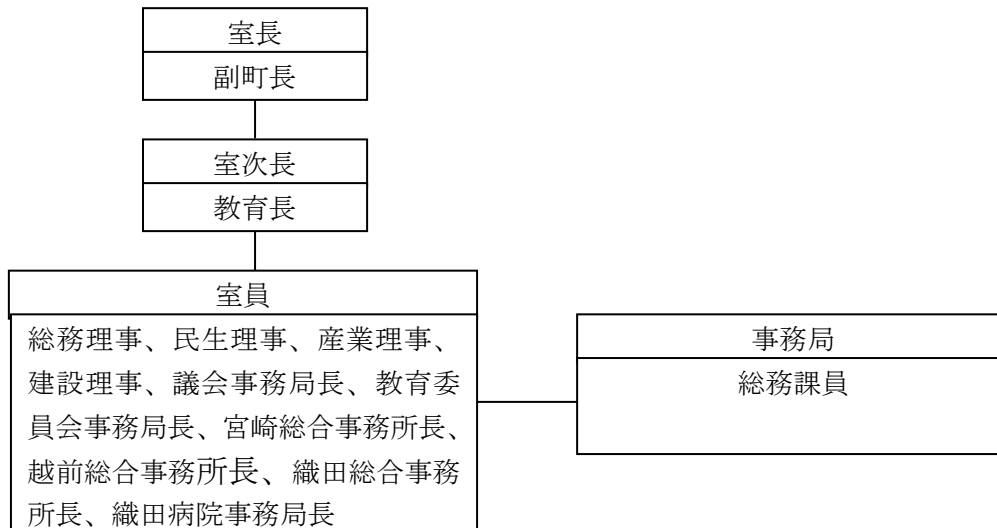 室長
副町長
室次長
教育長
室員
総務理事、民生理事、産業理事、
建設理事、議会事務局長、教育委
員会事務局長、宮崎総合事務所長、
越前総合事務所長、織田総合事務
所長、織田病院事務局長
事務局
総務課員